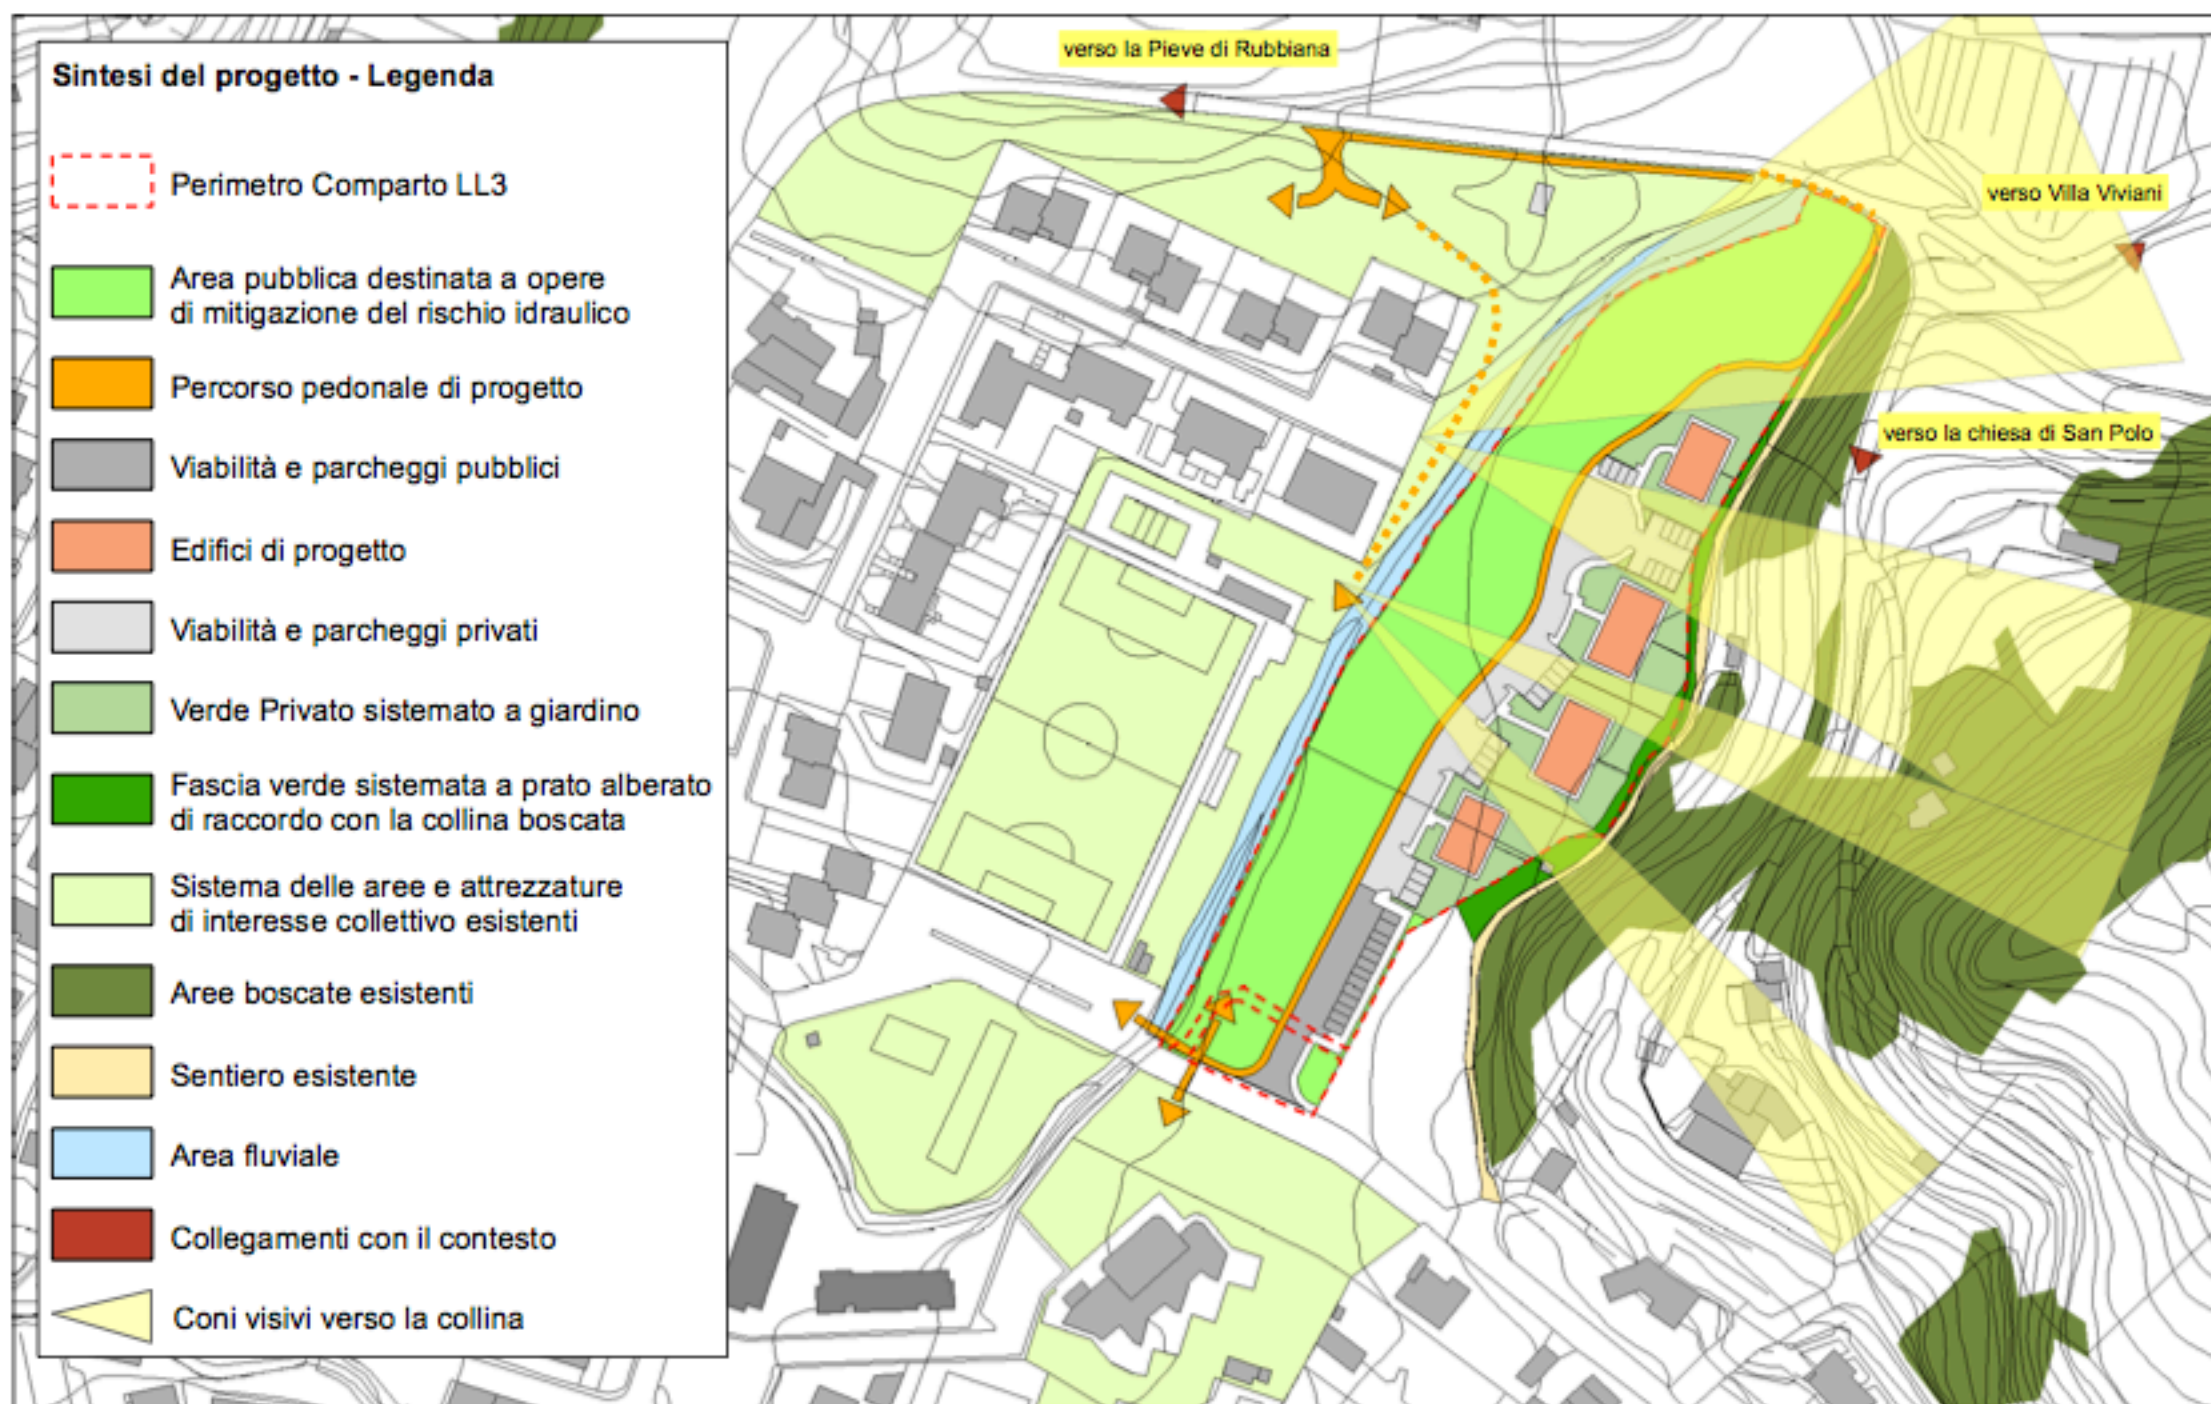 Sintesi del progetto - Legenda
Perimetro Comparto LL3
Area pubblica destinata a opere
di mitigazione del rischio idraulico
Percorso pedonale di progetto
Viabilità e parcheggi pubblici
Edifici di progetto
Viabilità e parcheggi privati
Verde Privato sistemato a giardino
Fascia verde sistemata a prato alberato
di raccordo con la collina boscata
Sistema delle aree e attrezzature
di interesse collettivo esistenti
Aree boscate esistenti
Sentiero esistente
Area fluviale
Collegamenti con il contesto
Coni visivi verso la collina
verso la Pieve di Rubbiana
verso Villa Viviani
verso la chiesa di San Polo